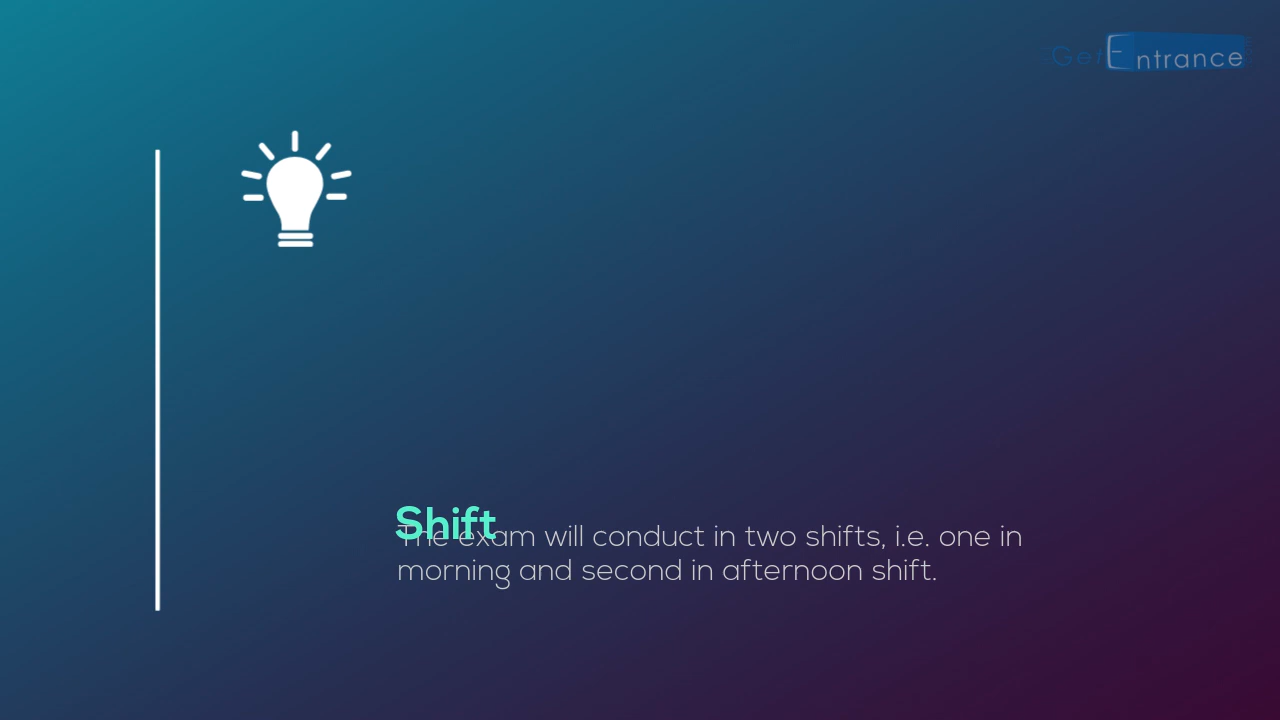 GetEntrance
Shift
The exam will conduct in two shifts, i.e. one in
morning and second in afternoon shift.